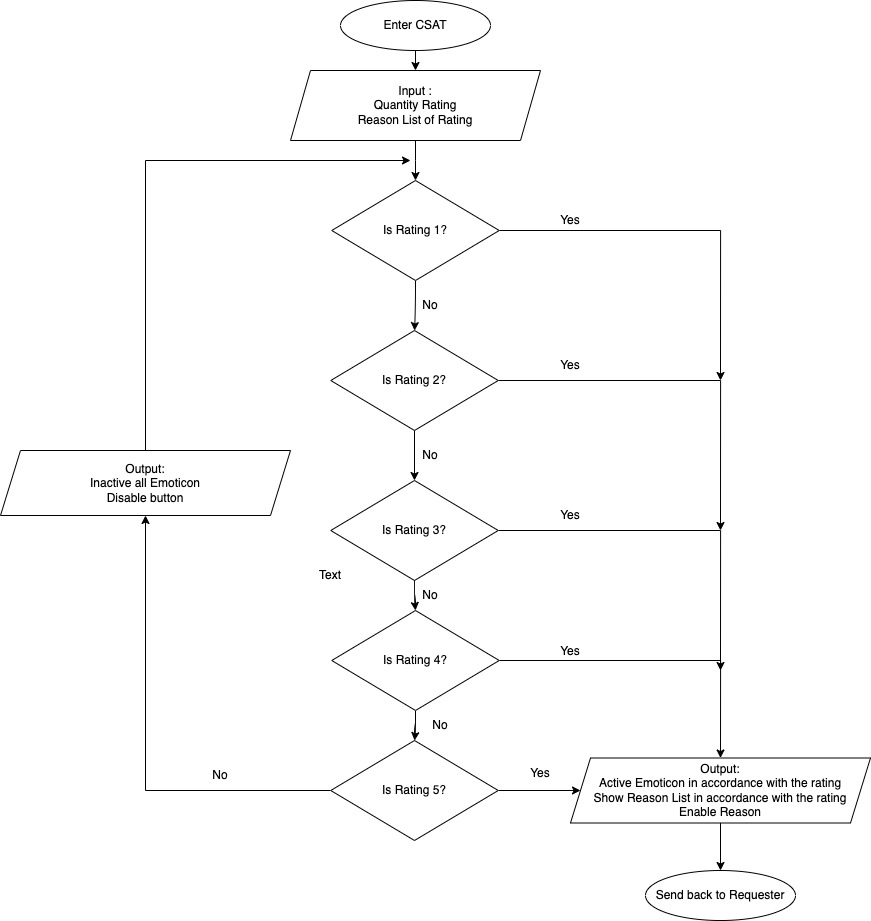 Enter CSAT
Input :
Quantity Rating
Reason List of Rating
Is Rating 1?
Yes
No
Is Rating 2?
Yes
No
Output:
Inactive all Emoticon
Disable button
Is Rating 3?
Yes
Text
No
Is Rating 4?
Yes
No
Is Rating 5?
No
Yes
Output:
Active Emoticon in accordance with the rating
Show Reason List in accordance with the rating
Enable Reason
Send back to Requester